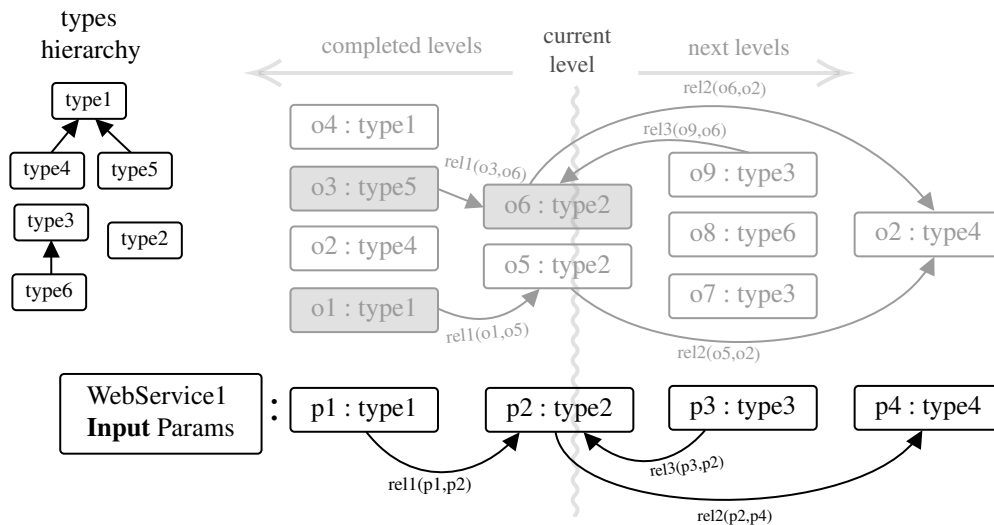 types
hierarchy
type1
type4
type5
type3
type2
type6
completed levels
current
level
next levels
rel2(o6,o2)
o4 : type1
rel1(o3,o6)
rel3(o9,o6)
o3 : type5
o6 : type2
o9 : type3
o2 : type4
o5 : type2
o8 : type6
o2 : type4
o1 : type1
rel1(o1,o5)
o7 : type3
rel2(o5,o2)
WebService1
Input Params
:
p1 : type1
p2 : type2
p3 : type3
p4 : type4
rel1(p1,p2)
rel3(p3,p2)
rel2(p2,p4)